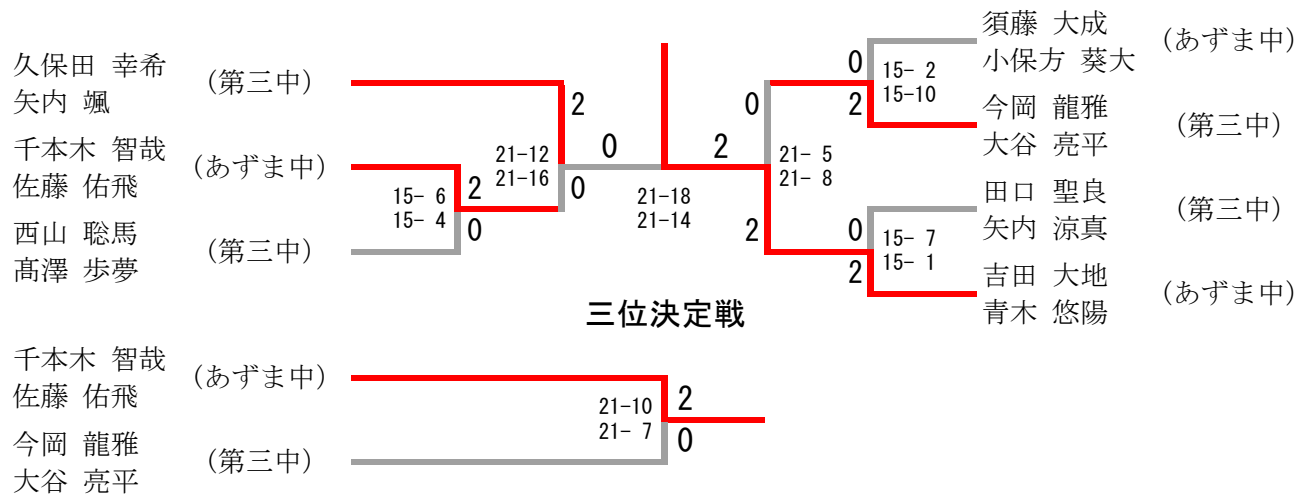 久保田 幸希
矢内 颯
(第三中)
千本木 智哉
佐藤 佑飛
(あずま中)
西山 聡馬
髙澤 歩夢
(第三中)
15- 6
15- 4
2
0
21-12
21-16
2
0
0
2
21-18
21-14
0
2
21- 5
21- 8
0
2
15- 2
15-10
0
2
15- 7
15- 1
須藤 大成
小保方 葵大
(あずま中)
今岡 龍雅
大谷 亮平
(第三中)
田口 聖良
矢内 涼真
(第三中)
吉田 大地
青木 悠陽
(あずま中)
三位決定戦
千本木 智哉
佐藤 佑飛
(あずま中)
今岡 龍雅
大谷 亮平
(第三中)
21-10
21- 7
2
0